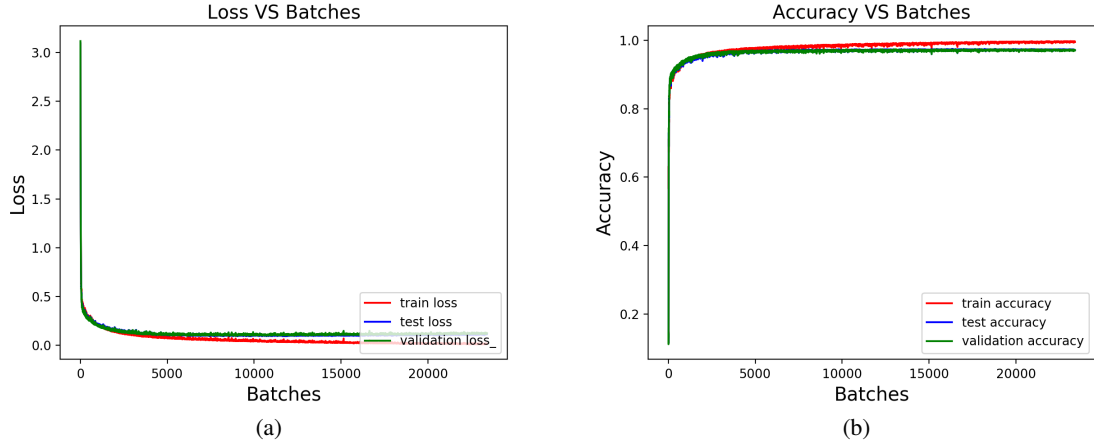 Loss VS Batches
3.0
2.5
2.0
1.5
1.0
0.5
0.0
Loss
train loss
test loss
validation loss_
0 5000 10000 15000 20000
Batches
(a)
Accuracy VS Batches
1.0
0.8
0.6
0.4
0.2
Accuracy
train accuracy
test accuracy
validation accuracy
0 5000 10000 15000 20000
Batches
(b)